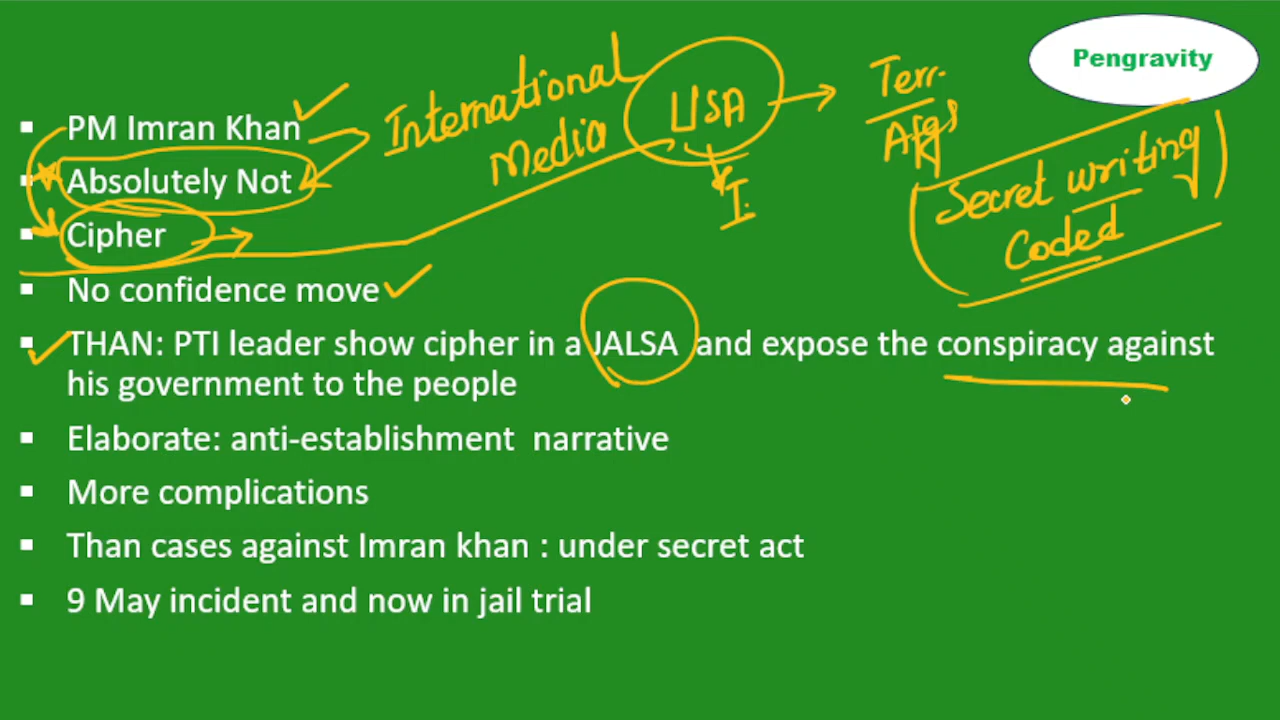 Pengravity
PM Imran Khan
Absolutely Not
Cipher
No confidence move
THAN: PTI leader show cipher in a JALSA and expose the conspiracy against
his government to the people
Elaborate: anti-establishment narrative
More complications
Than cases against Imran khan : under secret act
9 May incident and now in jail trial
International
Media
USA
I.
Terr.
Secret writing
Coded